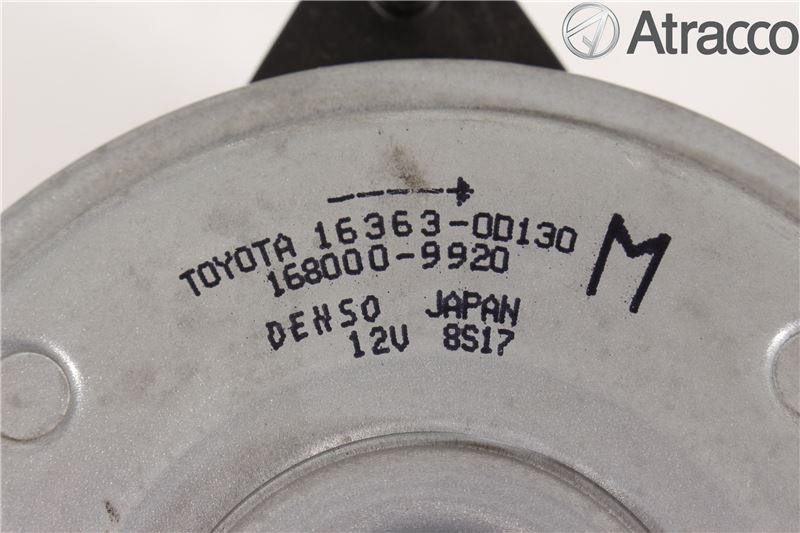 Atracco
TOYOTA 16363-0D130
168000-9920
M
DENSO JAPAN
12V 8S17